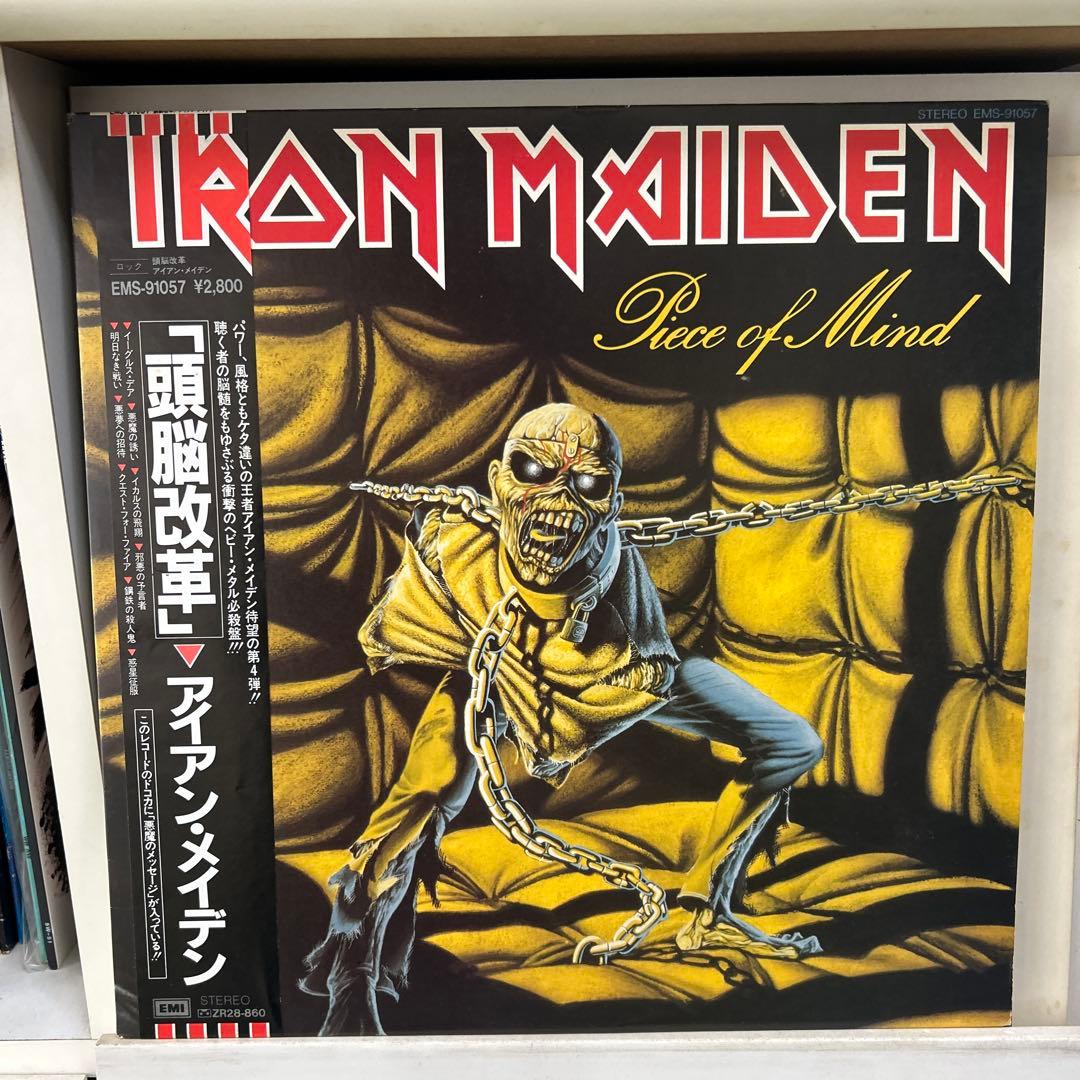 STEREO EMS-91057
IRON MAIDEN
Piece of Mind
ロック
頭脳改革
アイアン・メイデン
EMS-91057 ¥2,800
パワー、風格ともケタ違いの王者アイアン・メイデン待望の第4弾!!
聴く者の脳髄をもゆさぶる衝撃のヘビー・メタル必殺盤!!!
「頭脳改革」▼アイアン・メイデン
▼イーグルス・デア ▼悪魔の誘い ▼イカルスの飛翔 ▼邪悪の予言者
▼明日なき戦い ▼悪夢への招待 ▼クエスト・フォー・ファイア ▼鋼鉄の殺人鬼 ▼惑星征服
このレコードのドコカに「悪魔のメッセージ」が入っている!!
EMI STEREO
ZR28-860